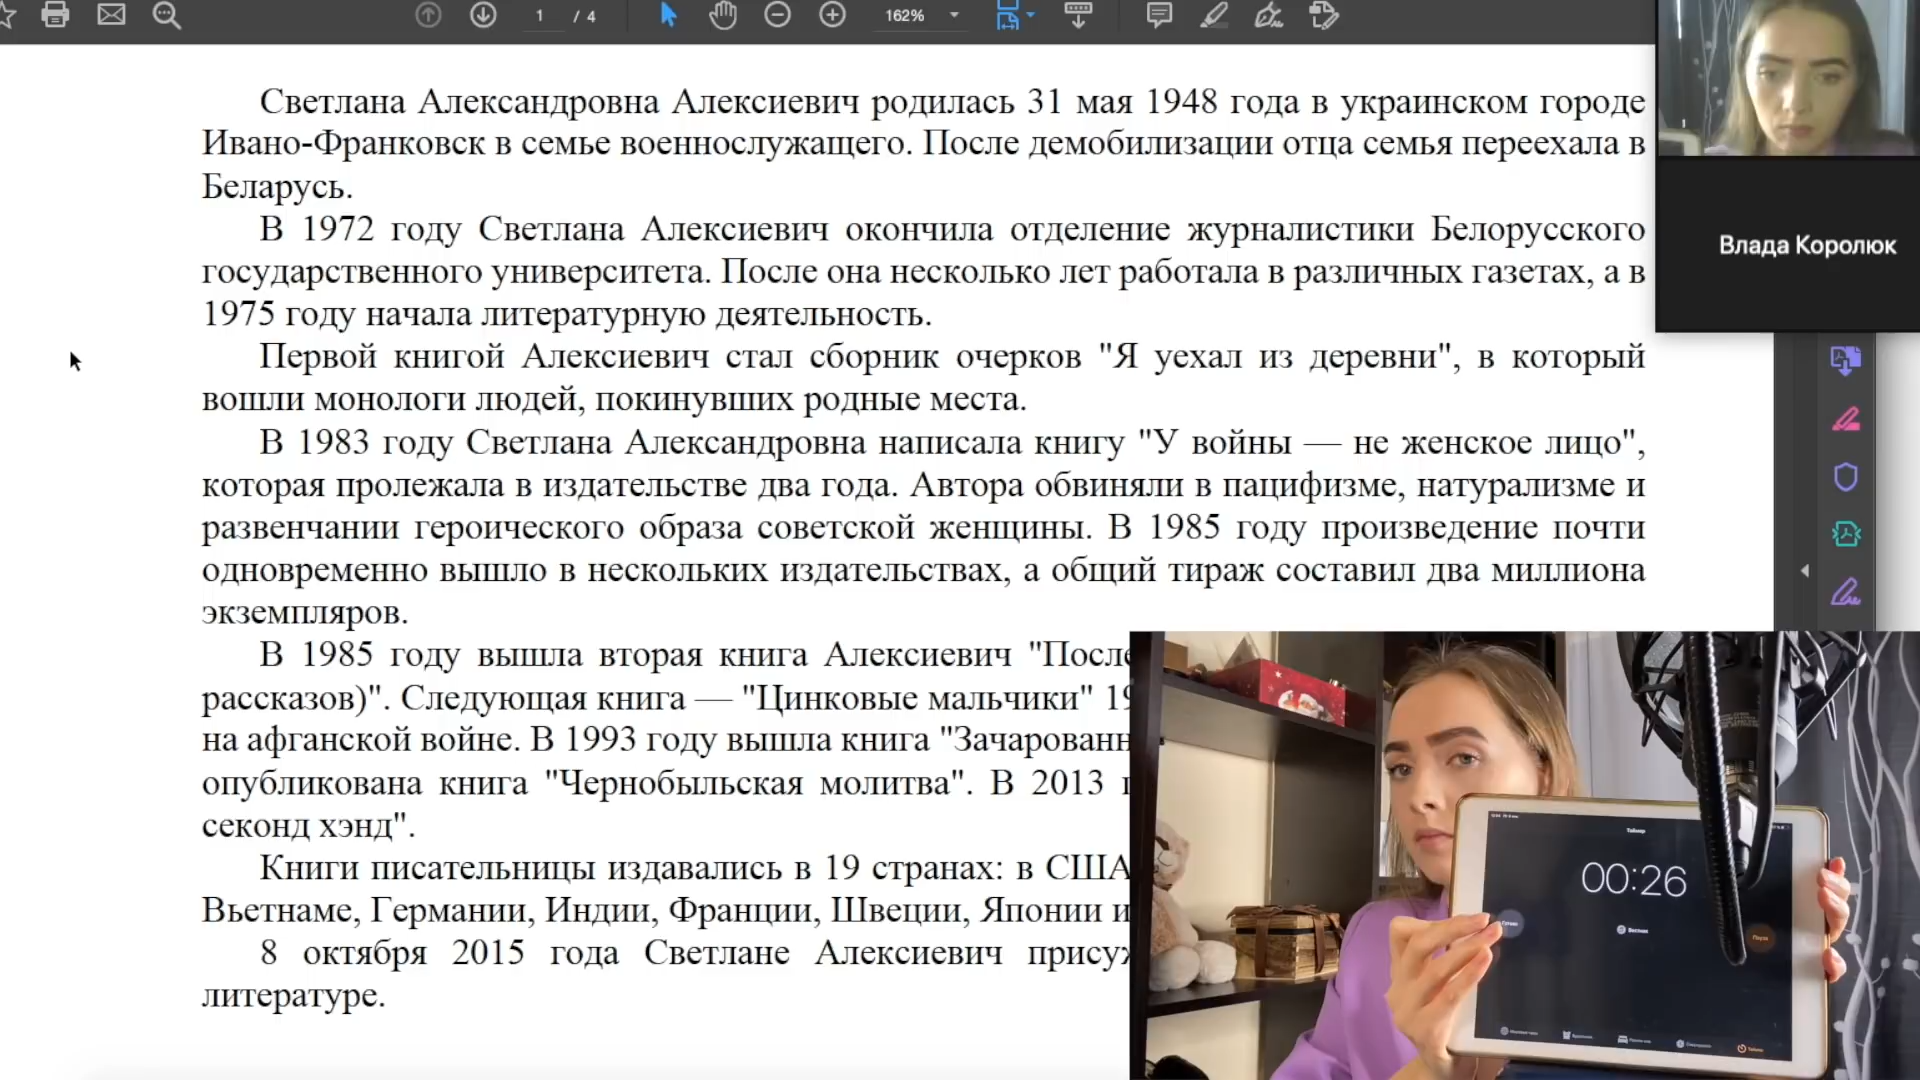 1 / 4
162%
Светлана Александровна Алексиевич родилась 31 мая 1948 года в украинском городе
Ивано-Франковск в семье военнослужащего. После демобилизации отца семья переехала в
Беларусь.
В 1972 году Светлана Алексиевич окончила отделение журналистики Белорусского
государственного университета. После она несколько лет работала в различных газетах, а в
1975 году начала литературную деятельность.
Первой книгой Алексиевич стал сборник очерков "Я уехал из деревни", в который
вошли монологи людей, покинувших родные места.
В 1983 году Светлана Александровна написала книгу "У войны — не женское лицо",
которая пролежала в издательстве два года. Автора обвиняли в пацифизме, натурализме и
развенчании героического образа советской женщины. В 1985 году произведение почти
одновременно вышло в нескольких издательствах, а общий тираж составил два миллиона
экземпляров.
В 1985 году вышла вторая книга Алексиевич "После
рассказов)". Следующая книга — "Цинковые мальчики" 19
на афганской войне. В 1993 году вышла книга "Зачарованн
опубликована книга "Чернобыльская молитва". В 2013 г
секонд хэнд".
Книги писательницы издавались в 19 странах: в США
Вьетнаме, Германии, Индии, Франции, Швеции, Японии и
8 октября 2015 года Светлане Алексиевич присуж
литературе.
Влада Королюк
Таймер
00:26
Пауза